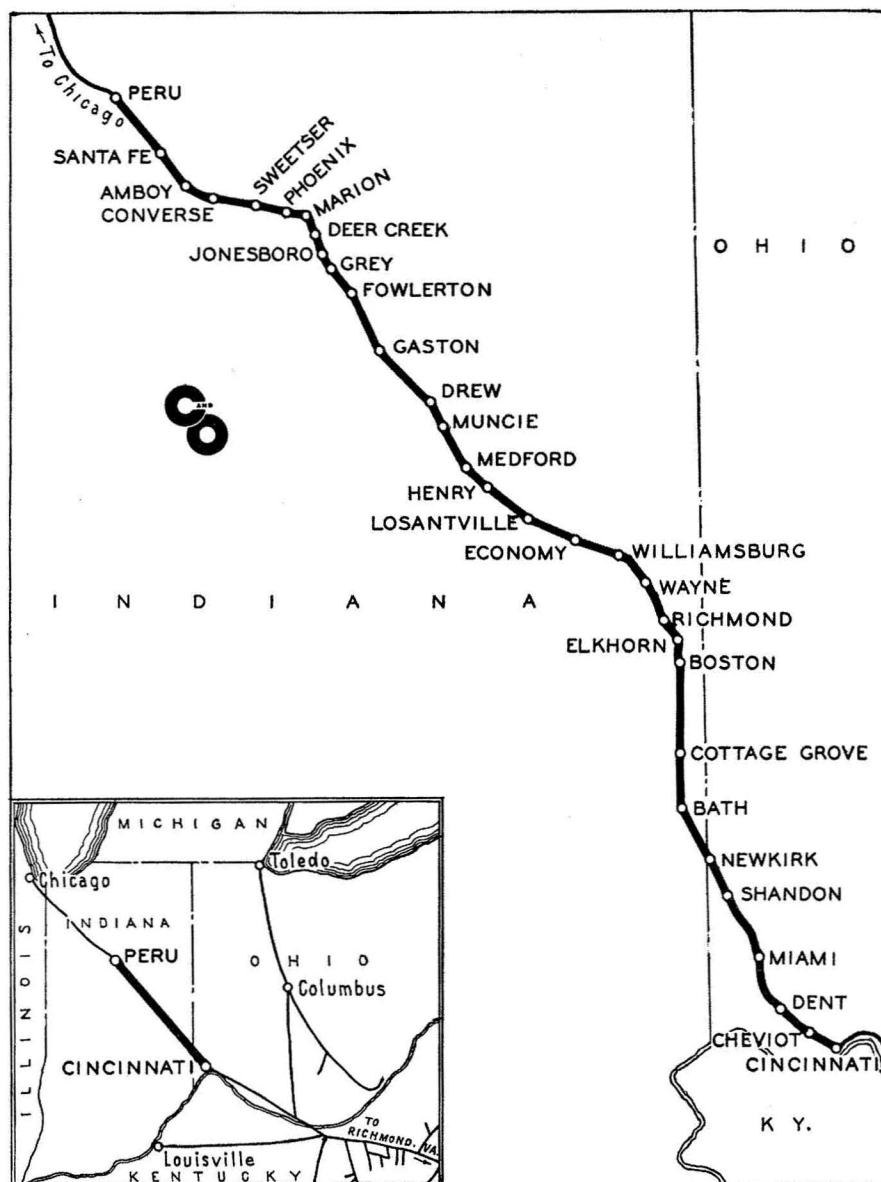 To Chicago
PERU
SANTA FE
AMBOY
CONVERSE
SWEETSER
PHOENIX
MARION
DEER CREEK
JONESBORO
GREY
FOWLERTON
GASTON
DREW
MUNCIE
MEDFORD
HENRY
LOSANTVILLE
ECONOMY
WILLIAMSBURG
WAYNE
RICHMOND
ELKHORN
BOSTON
COTTAGE GROVE
BATH
NEWKIRK
SHANDON
MIAMI
DENT
CHEVIOT
CINCINNATI
OHIO
INDIANA
KY.
C AND O
MICHIGAN
Toledo
Chicago
INDIANA
PERU
OHIO
Columbus
ILLINOIS
CINCINNATI
TO
RICHMOND, VA.
Louisville
KENTUCKY